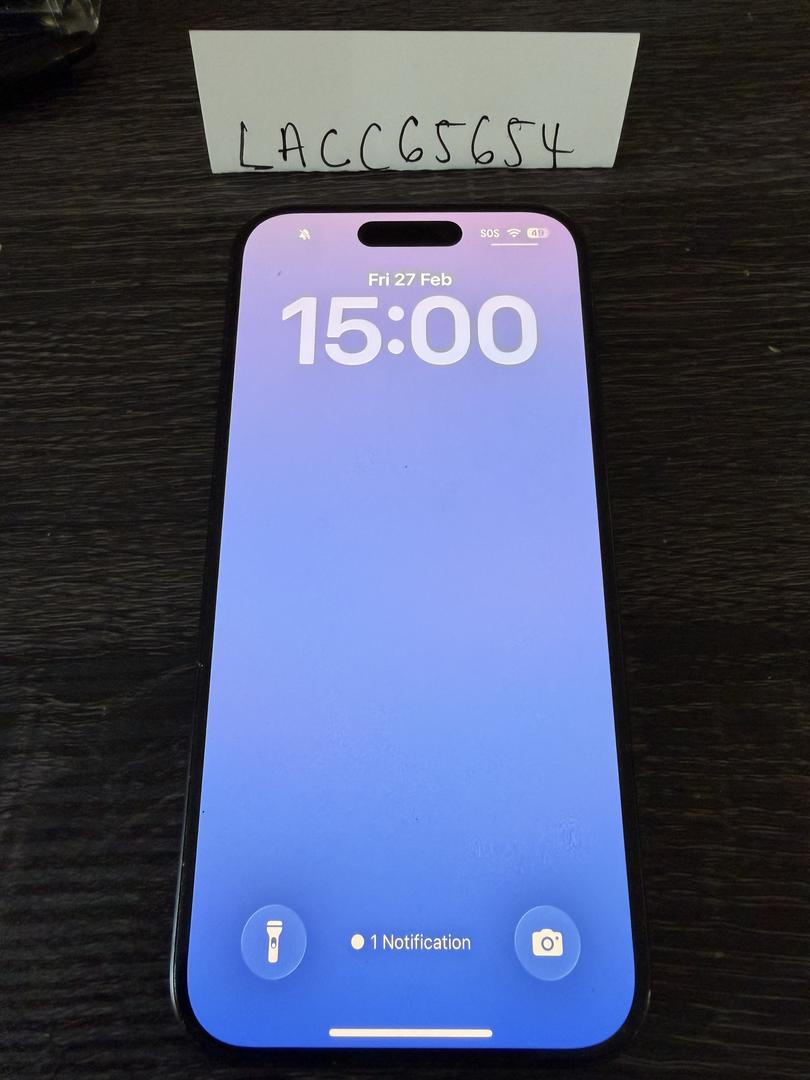 LACC65654
SOS 49
Fri 27 Feb
15:00
1 Notification